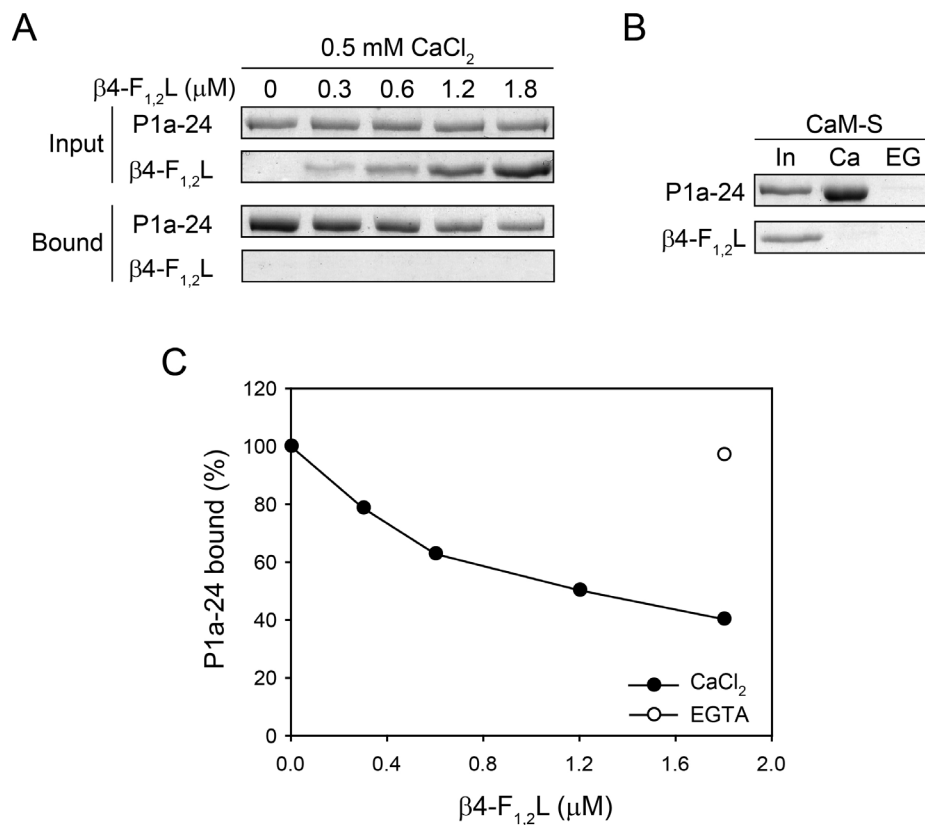 A
0.5 mM CaCl₂
β4-F₁,₂L (μM) 0 0.3 0.6 1.2 1.8
Input
P1a-24
β4-F₁,₂L
Bound
P1a-24
β4-F₁,₂L
B
CaM-S
In Ca EG
P1a-24
β4-F₁,₂L
C
P1a-24 bound (%)
120
100
80
60
40
20
0
CaCl₂
EGTA
0.0 0.4 0.8 1.2 1.6 2.0
β4-F₁,₂L (μM)